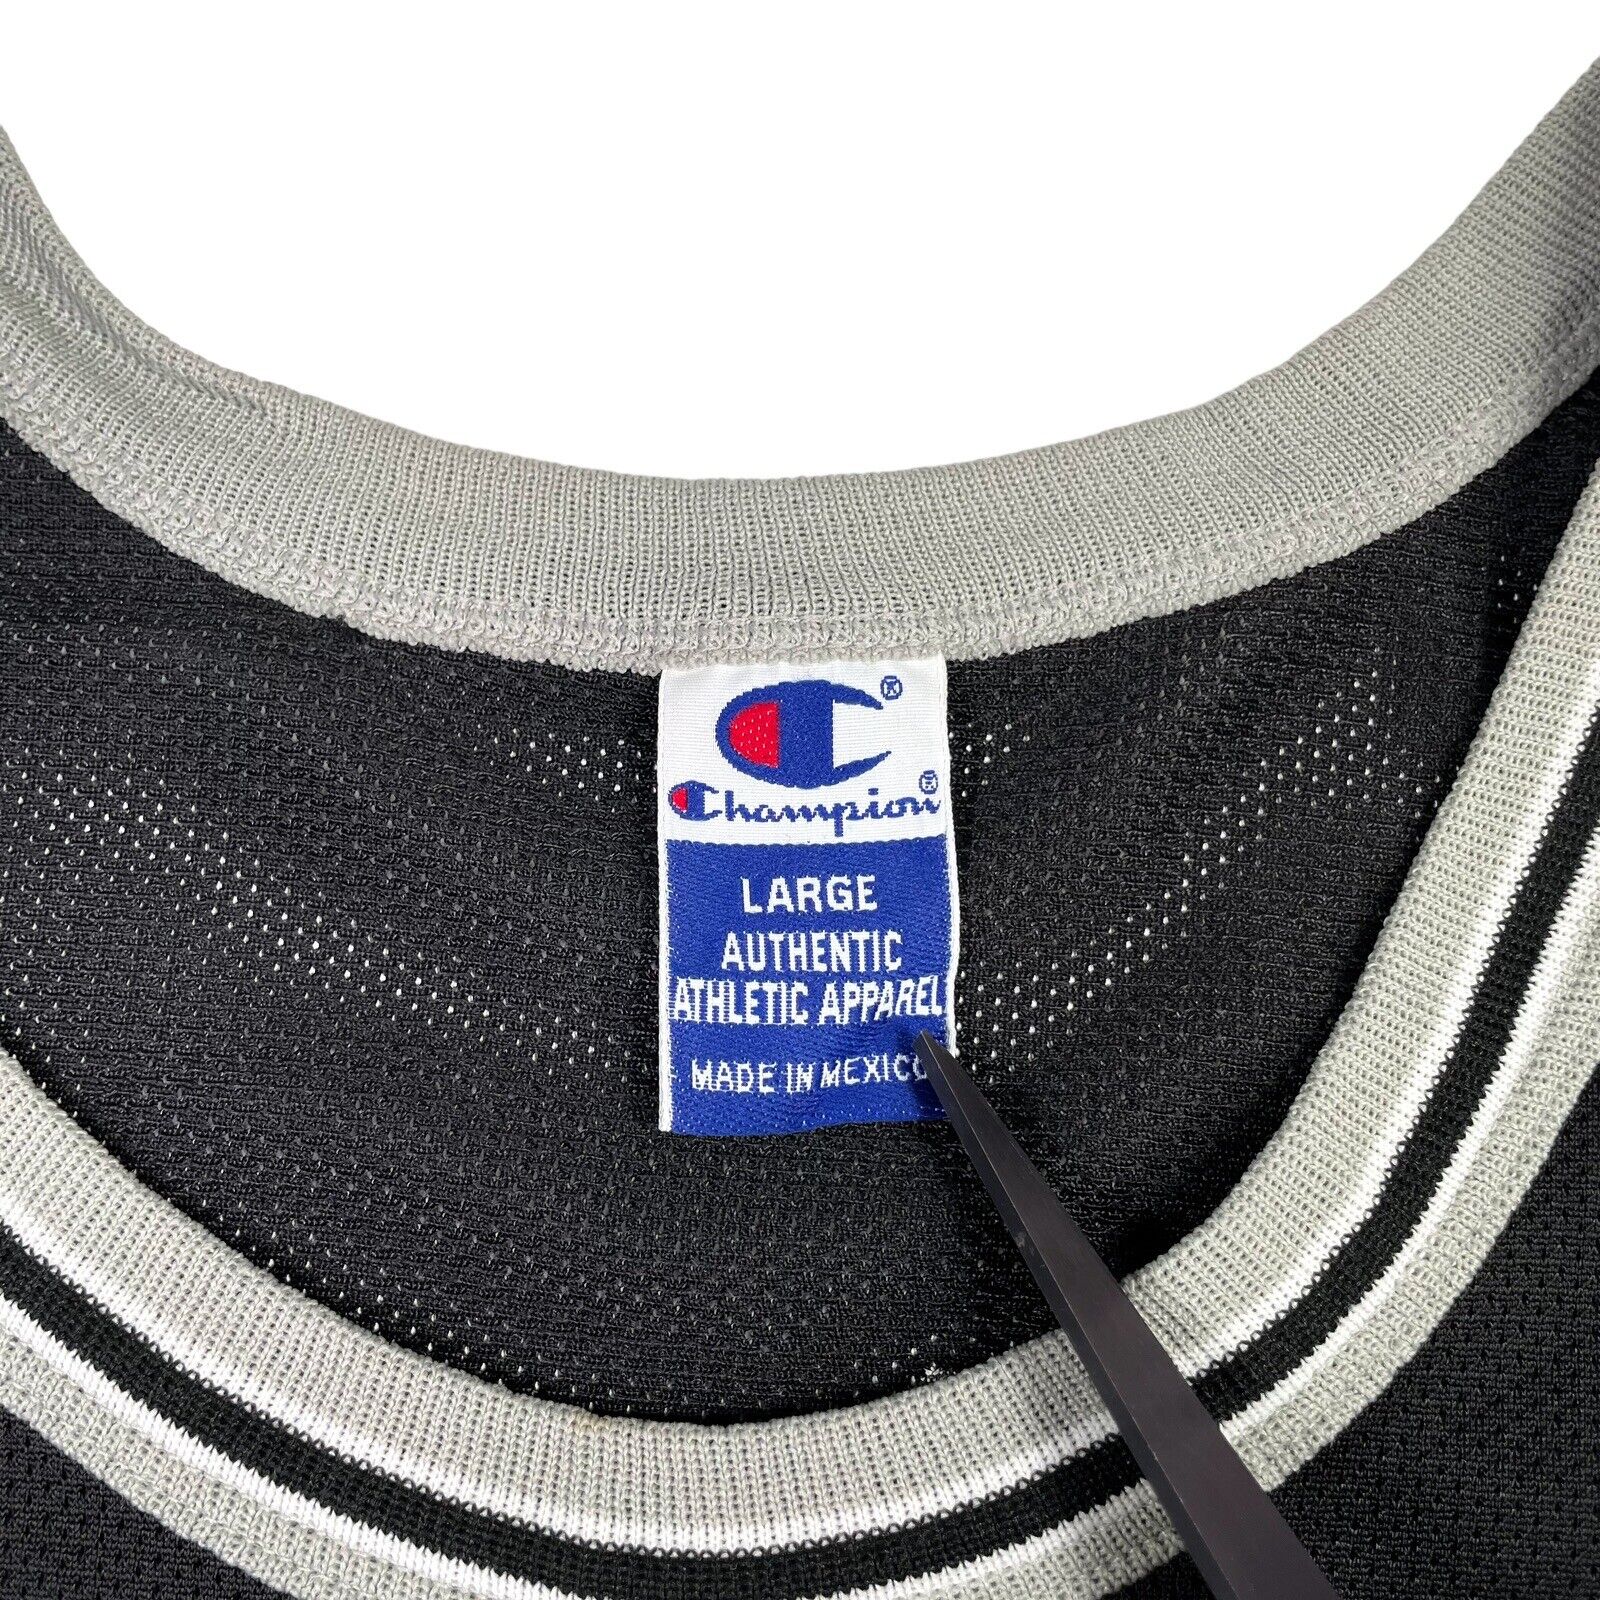 C®
Champion®
LARGE
AUTHENTIC
ATHLETIC APPAREL
MADE IN MEXICO